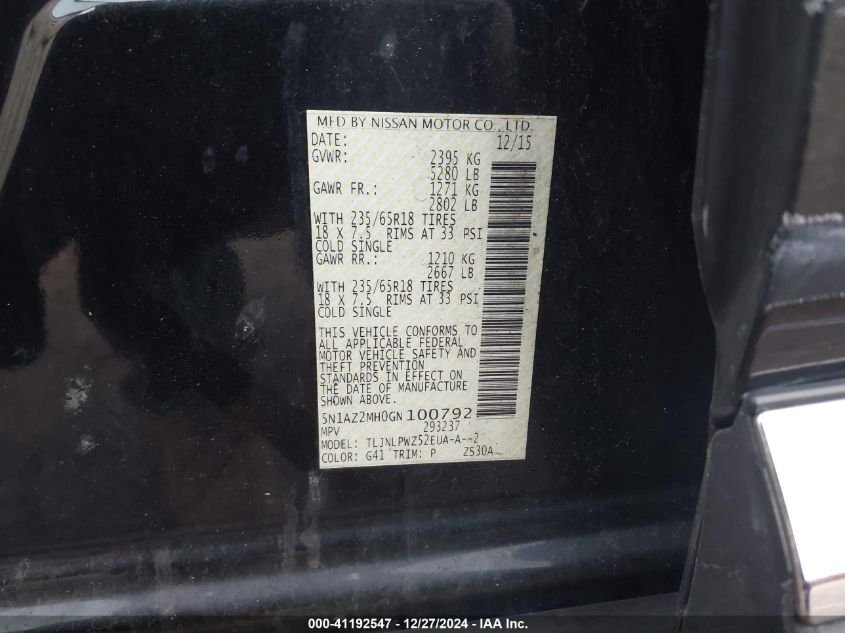 MFD BY NISSAN MOTOR CO., LTD.
DATE: 12/15
GVWR: 2395 KG
5280 LB
GAWR FR.: 1271 KG
2802 LB
WITH 235/65R18 TIRES
18 X 7.5 RIMS AT 33 PSI
COLD SINGLE
GAWR RR.: 1210 KG
2667 LB
WITH 235/65R18 TIRES
18 X 7.5 RIMS AT 33 PSI
COLD SINGLE
THIS VEHICLE CONFORMS TO
ALL APPLICABLE FEDERAL
MOTOR VEHICLE SAFETY AND
THEFT PREVENTION
STANDARDS IN EFFECT ON
THE DATE OF MANUFACTURE
SHOWN ABOVE.
5N1AZ2MH0GN100792
MPV 293237
MODEL: TLJNLPWZ52EUA-A--2
COLOR: G41 TRIM: P ZS30A
000-41192547 - 12/27/2024 - IAA Inc.